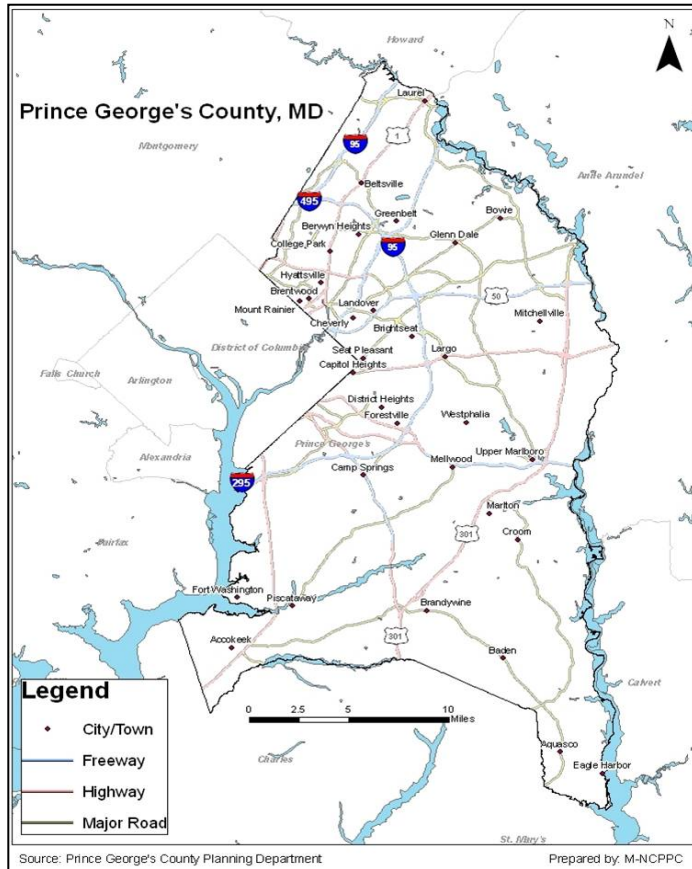 Howard
N
Laurel
Prince George's County, MD
1
95
Montgomery
Anne Arundel
Beltsville
495
Greenbelt
Bowie
Berwyn Heights
Glenn Dale
College Park
95
Hyattsville
Brentwood
50
Mount Rainier
Landover
Cheverly
Mitchellville
Brightseat
District of Columbia
Seat Pleasant
Largo
Falls Church
Capitol Heights
Arlington
District Heights
Forestville
Westphalia
Prince George's
Alexandria
Upper Marlboro
Camp Springs
Mellwood
295
Marlton
301
Croom
Fairfax
Fort Washington
Piscataway
Brandywine
301
Accokeek
Baden
Calvert
Legend
City/Town
Freeway
Highway
Major Road
0 2.5 5 10
Miles
Aquasco
Charles
Eagle Harbor
St. Mary's
Source: Prince George's County Planning Department
Prepared by: M-NCPPC